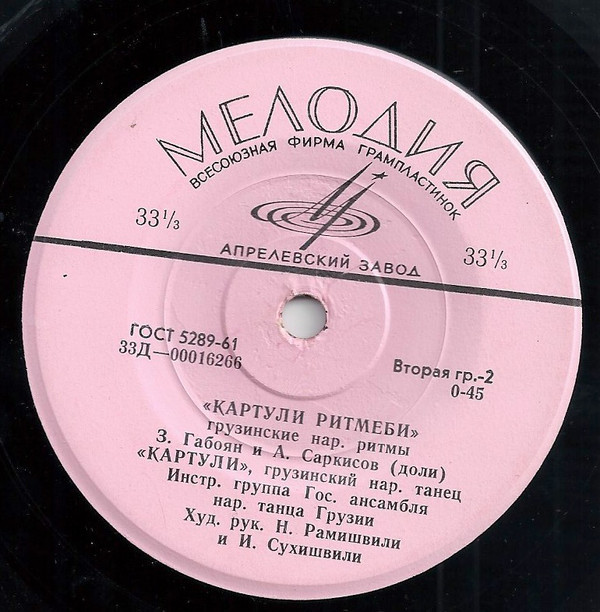 МЕЛОДИЯ
ВСЕСОЮЗНАЯ ФИРМА ГРАМПЛАСТИНОК
33⅓
33⅓
АПРЕЛЕВСКИЙ ЗАВОД
ГОСТ 5289-61
33Д—00016266
Вторая гр.-2
0-45
«КАРТУЛИ РИТМЕБИ»
грузинские нар. ритмы
З. Габоян и А. Саркисов (доли)
«КАРТУЛИ», грузинский нар. танец
Инстр. группа Гос. ансамбля
нар. танца Грузии
Худ. рук. Н. Рамишвили
и И. Сухишвили